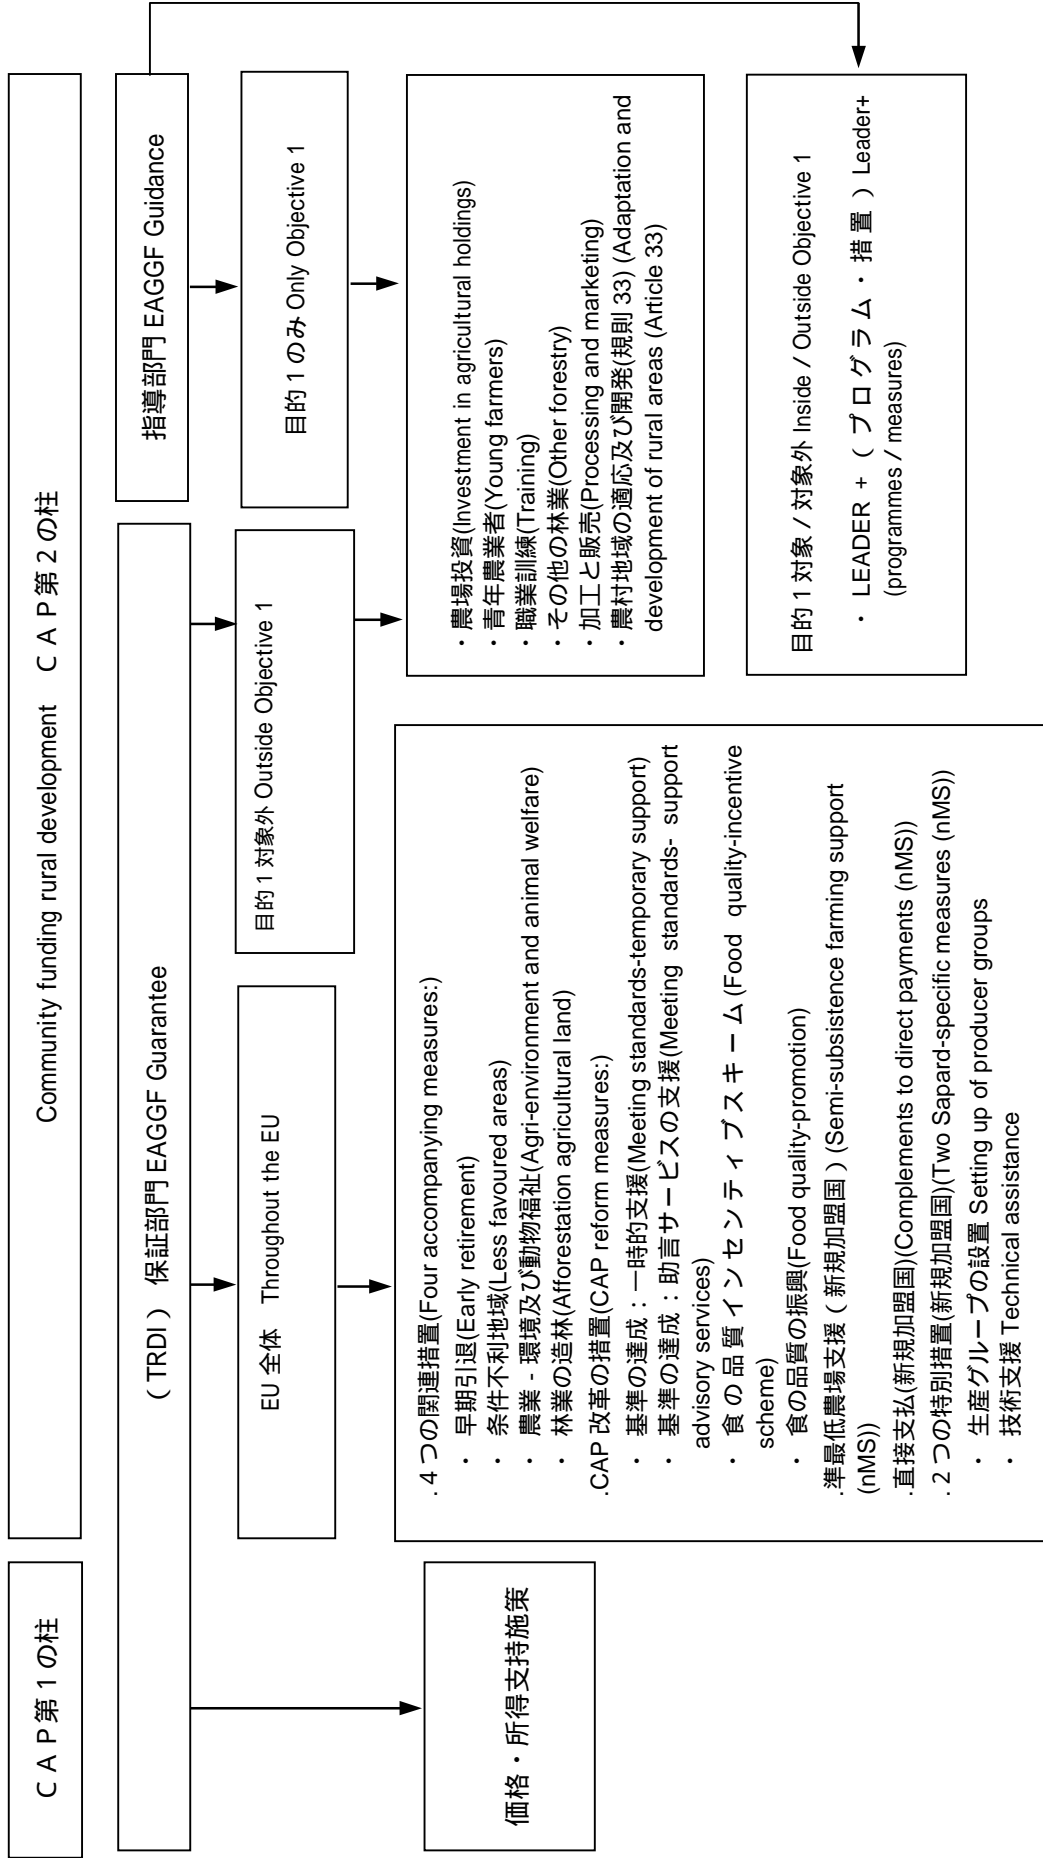 ＣＡＰ第１の柱
Community funding rural development　ＣＡＰ第２の柱
（TRDI）　保証部門 EAGGF Guarantee
指導部門 EAGGF Guidance
EU 全体　Throughout the EU
目的１対象外 Outside Objective 1
目的１のみ Only Objective 1
価格・所得支持施策
.４つの関連措置(Four accompanying measures:)
・ 早期引退(Early retirement)
・ 条件不利地域(Less favoured areas)
・ 農業 - 環境及び動物福祉(Agri-environment and animal welfare)
・ 林業の造林(Afforestation agricultural land)
.CAP 改革の措置(CAP reform measures:)
・ 基準の達成：一時的支援(Meeting standards-temporary support)
・ 基準の達成：助言サービスの支援(Meeting standards- support
advisory services)
・ 食の品質インセンティブスキーム(Food quality-incentive
scheme)
・ 食の品質の振興(Food quality-promotion)
.準最低農場支援（新規加盟国）(Semi-subsistence farming support
(nMS))
.直接支払(新規加盟国)(Complements to direct payments (nMS))
.２つの特別措置(新規加盟国)(Two Sapard-specific measures (nMS))
・ 生産グループの設置 Setting up of producer groups
・ 技術支援 Technical assistance
・農場投資(Investment in agricultural holdings)
・青年農業者(Young farmers)
・職業訓練(Training)
・その他の林業(Other forestry)
・加工と販売(Processing and marketing)
・農村地域の適応及び開発(規則 33) (Adaptation and
development of rural areas (Article 33)
目的１対象 / 対象外 Inside / Outside Objective 1
・ LEADER +（プログラム・措置）Leader+
(programmes / measures)